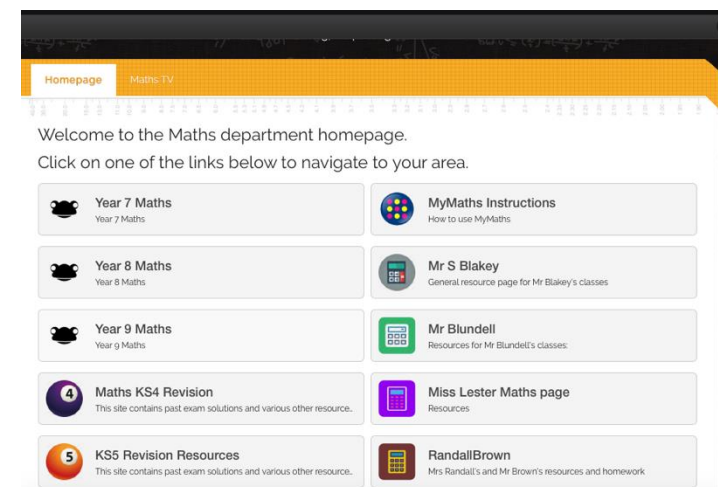 Homepage
Maths TV
Welcome to the Maths department homepage.
Click on one of the links below to navigate to your area.
Year 7 Maths
Year 7 Maths
MyMaths Instructions
How to use MyMaths
Year 8 Maths
Year 8 Maths
Mr S Blakey
General resource page for Mr Blakey's classes
Year 9 Maths
Year 9 Maths
Mr Blundell
Resources for Mr Blundell's classes:
4
Maths KS4 Revision
This site contains past exam solutions and various other resource..
Miss Lester Maths page
Resources
5
KS5 Revision Resources
This site contains past exam solutions and various other resource..
RandallBrown
Mrs Randall's and Mr Brown's resources and homework